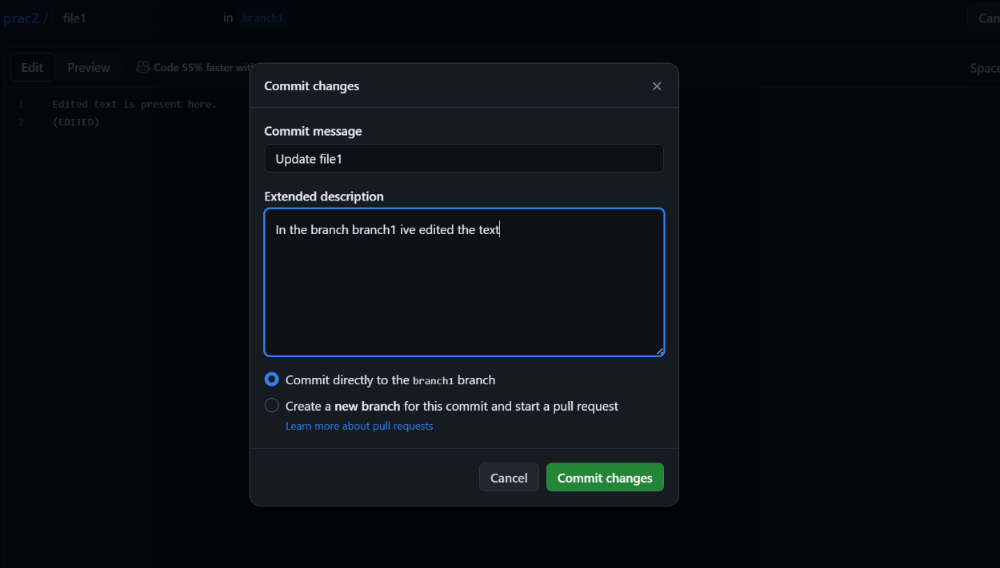 prac2 / file1 in branch1
Can
Edit Preview Code 55% faster with
Space
1 Edited text is present here.
2 (EDITED)
Commit changes
Commit message
Update file1
Extended description
In the branch branch1 ive edited the text
Commit directly to the branch1 branch
Create a new branch for this commit and start a pull request
Learn more about pull requests
Cancel Commit changes